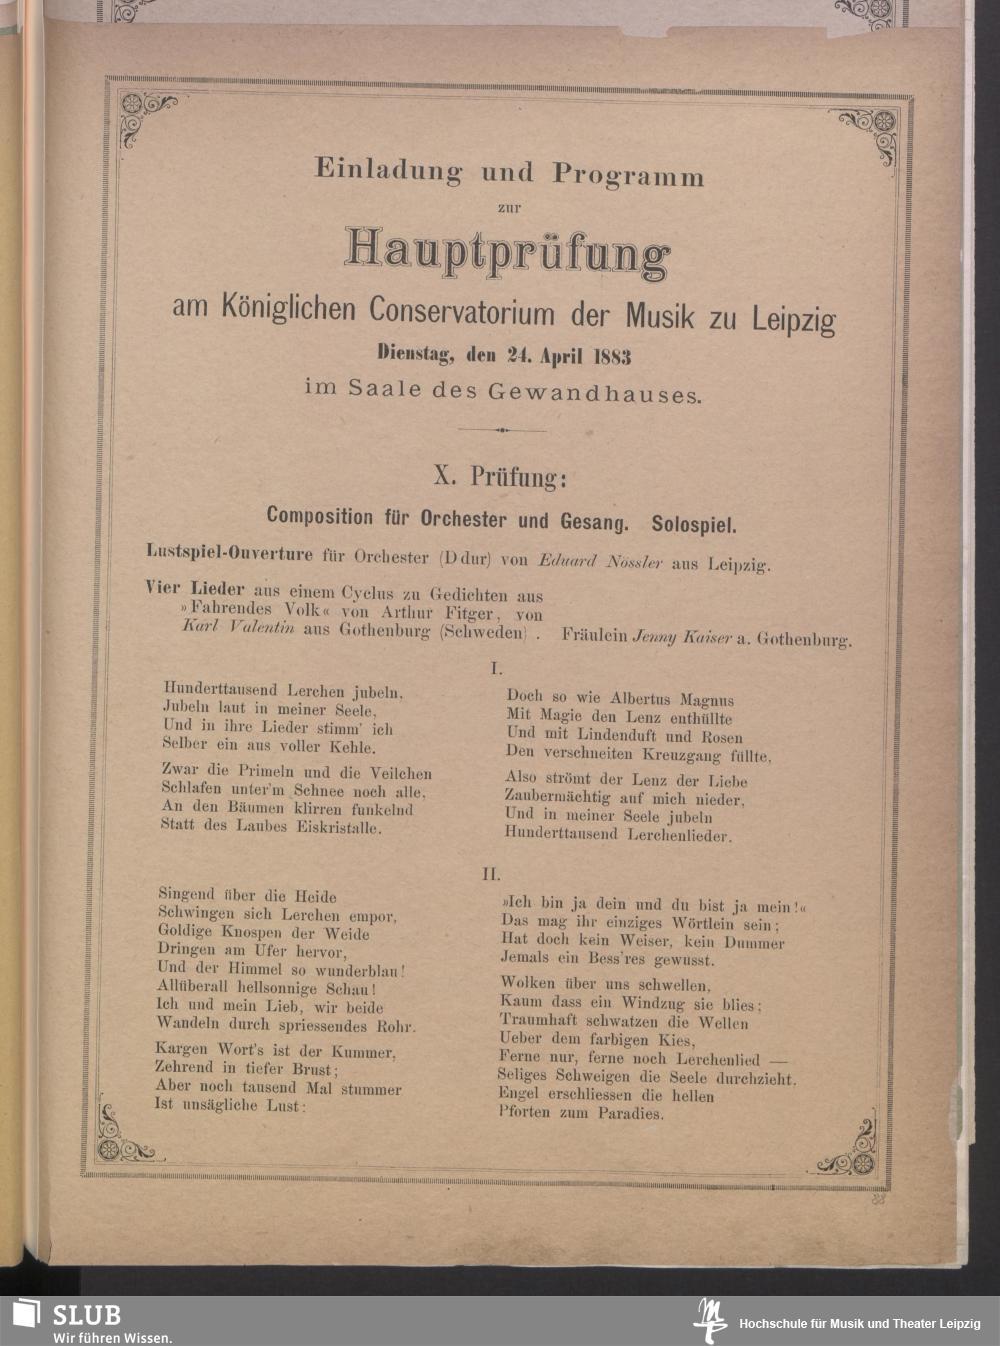 Einladung und Programm
zur
Hauptprüfung
am Königlichen Conservatorium der Musik zu Leipzig
Dienstag, den 24. April 1883
im Saale des Gewandhauses.
X. Prüfung:
Composition für Orchester und Gesang. Solospiel.
Lustspiel-Ouverture für Orchester (D dur) von Eduard Nössler aus Leipzig.
Vier Lieder aus einem Cyclus zu Gedichten aus
»Fahrendes Volk« von Arthur Fitger, von
Karl Valentin aus Gothenburg (Schweden) . Fräulein Jenny Kaiser a. Gothenburg.
I.
Hunderttausend Lerchen jubeln,
Jubeln laut in meiner Seele,
Und in ihre Lieder stimm' ich
Selber ein aus voller Kehle.
Zwar die Primeln und die Veilchen
Schlafen unter'm Schnee noch alle,
An den Bäumen klirren funkelnd
Statt des Laubes Eiskristalle.
Doch so wie Albertus Magnus
Mit Magie den Lenz enthüllte
Und mit Lindenduft und Rosen
Den verschneiten Kreuzgang füllte,
Also strömt der Lenz der Liebe
Zaubermächtig auf mich nieder,
Und in meiner Seele jubeln
Hunderttausend Lerchenlieder.
II.
Singend über die Heide
Schwingen sich Lerchen empor,
Goldige Knospen der Weide
Dringen am Ufer hervor,
Und der Himmel so wunderblau!
Allüberall hellsonnige Schau!
Ich und mein Lieb, wir beide
Wandeln durch spriessendes Rohr.
Kargen Wort's ist der Kummer,
Zehrend in tiefer Brust;
Aber noch tausend Mal stummer
Ist unsägliche Lust:
»Ich bin ja dein und du bist ja mein!«
Das mag ihr einziges Wörtlein sein;
Hat doch kein Weiser, kein Dummer
Jemals ein Bess'res gewusst.
Wolken über uns schwellen,
Kaum dass ein Windzug sie blies;
Traumhaft schwatzen die Wellen
Ueber dem farbigen Kies,
Ferne nur, ferne noch Lerchenlied —
Seliges Schweigen die Seele durchzieht,
Engel erschliessen die hellen
Pforten zum Paradies.
88
SLUB
Wir führen Wissen.
Hochschule für Musik und Theater Leipzig